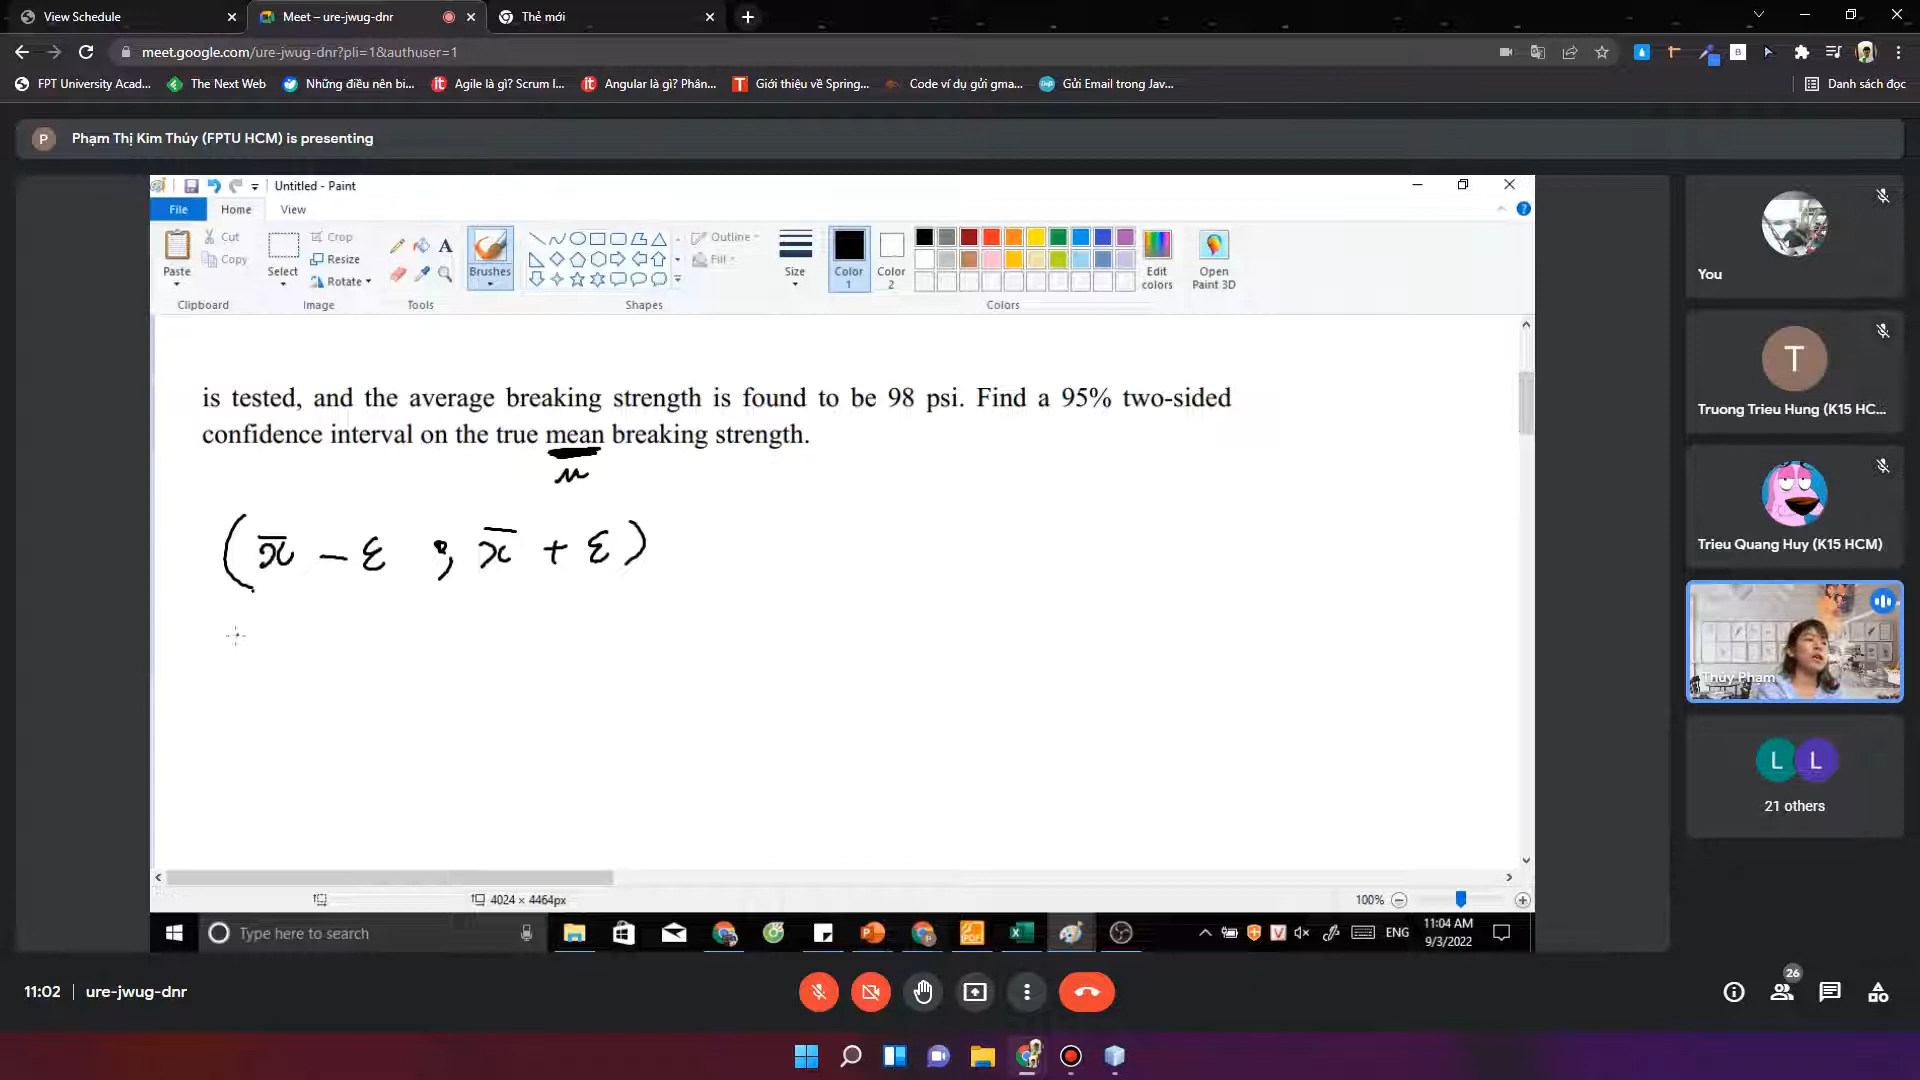 View Schedule
Meet – ure-jwug-dnr
Thẻ mới
meet.google.com/ure-jwug-dnr?pli=1&authuser=1
FPT University Acad...
The Next Web
Những điều nên bi...
Agile là gì? Scrum l...
Angular là gì? Phân...
Giới thiệu về Spring...
Code ví dụ gửi gma...
Gửi Email trong Jav...
Danh sách đọc
P
Phạm Thị Kim Thúy (FPTU HCM) is presenting
Untitled - Paint
File
Home
View
Paste
Cut
Copy
Clipboard
Select
Crop
Resize
Rotate
Image
A
Tools
Brushes
Outline
Fill
Shapes
Size
Color
1
Color
2
Edit
colors
Colors
Open
Paint 3D
is tested, and the average breaking strength is found to be 98 psi. Find a 95% two-sided
confidence interval on the true mean breaking strength.
μ
(x̄ − ε ; x̄ + ε)
4024 × 4464px
100%
Type here to search
ENG
11:04 AM
9/3/2022
You
T
Truong Trieu Hung (K15 HC...
Trieu Quang Huy (K15 HCM)
Thuy Pham
L
L
21 others
11:02 | ure-jwug-dnr
26